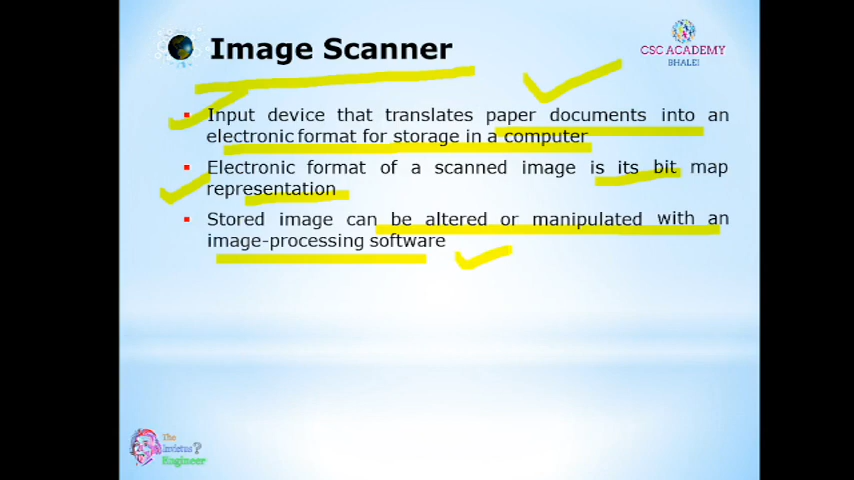 Image Scanner
CSC ACADEMY
BHALEI
Input device that translates paper documents into an
electronic format for storage in a computer
Electronic format of a scanned image is its bit map
representation
Stored image can be altered or manipulated with an
image-processing software
The
?
Engineer